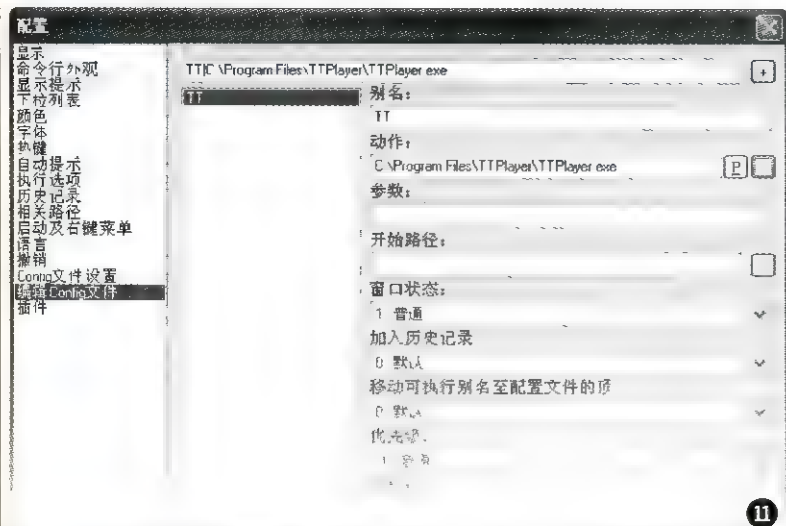 配置
显示
命令行外观
显示提示
下拉列表
颜色
字体
热键
自动提示
执行选项
历史记录
相关路径
启动及右键菜单
语言
撤销
Config文件设置
编辑Config文件
插件
TT|C \Program Files\TTPlayer\TTPlayer exe
+
TT
别名:
TT
动作:
C \Program Files\TTPlayer\TTPlayer exe
P
参数:
开始路径:
窗口状态:
1 普通
加入历史记录
0 默认
移动可执行别名至配置文件的顶
0 默认
优先级:
11